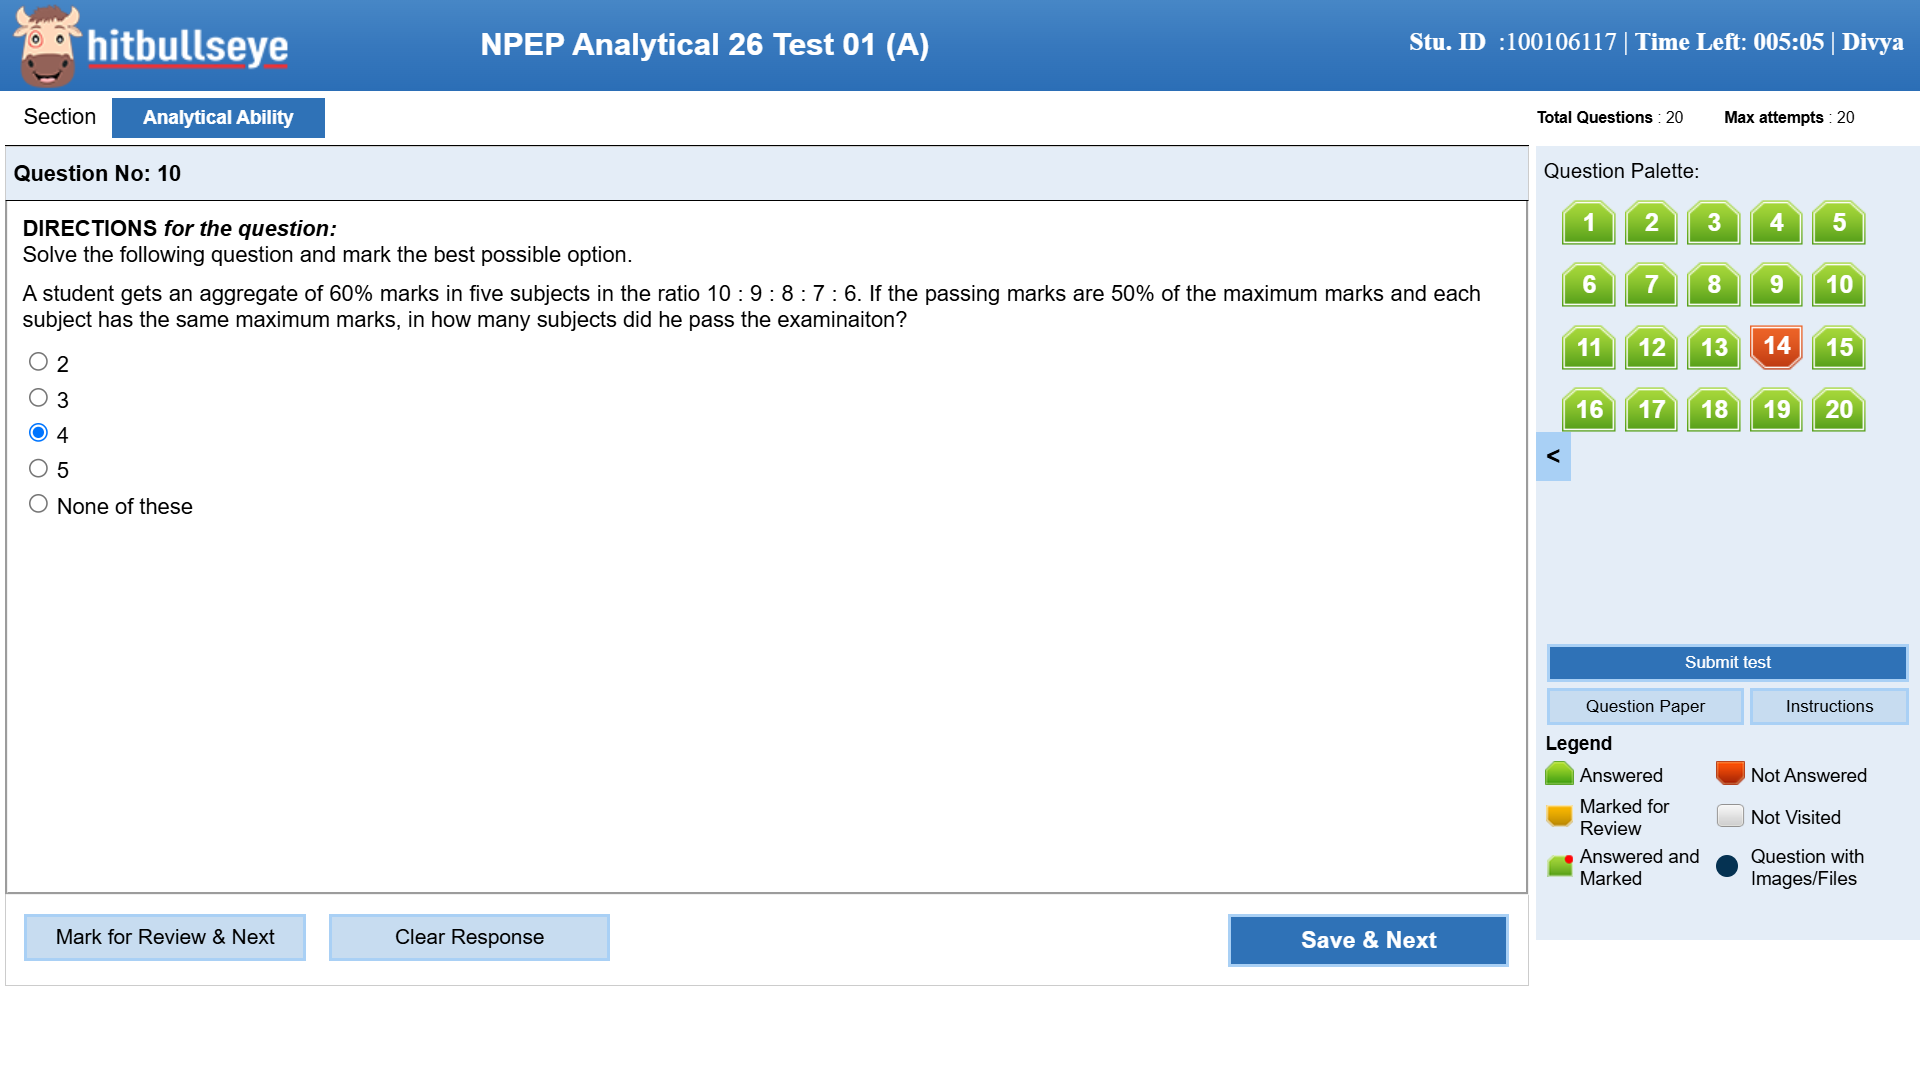 hitbullseye
NPEP Analytical 26 Test 01 (A)
Stu. ID :100106117 | Time Left: 005:05 | Divya
Section
Analytical Ability
Total Questions : 20
Max attempts : 20
Question No: 10
DIRECTIONS for the question:
Solve the following question and mark the best possible option.
A student gets an aggregate of 60% marks in five subjects in the ratio 10 : 9 : 8 : 7 : 6. If the passing marks are 50% of the maximum marks and each
subject has the same maximum marks, in how many subjects did he pass the examinaiton?
2
3
4
5
None of these
Mark for Review & Next
Clear Response
Save & Next
Question Palette:
1 2 3 4 5
6 7 8 9 10
11 12 13 14 15
16 17 18 19 20
<
Submit test
Question Paper
Instructions
Legend
Answered
Not Answered
Marked for
Review
Not Visited
Answered and
Marked
Question with
Images/Files